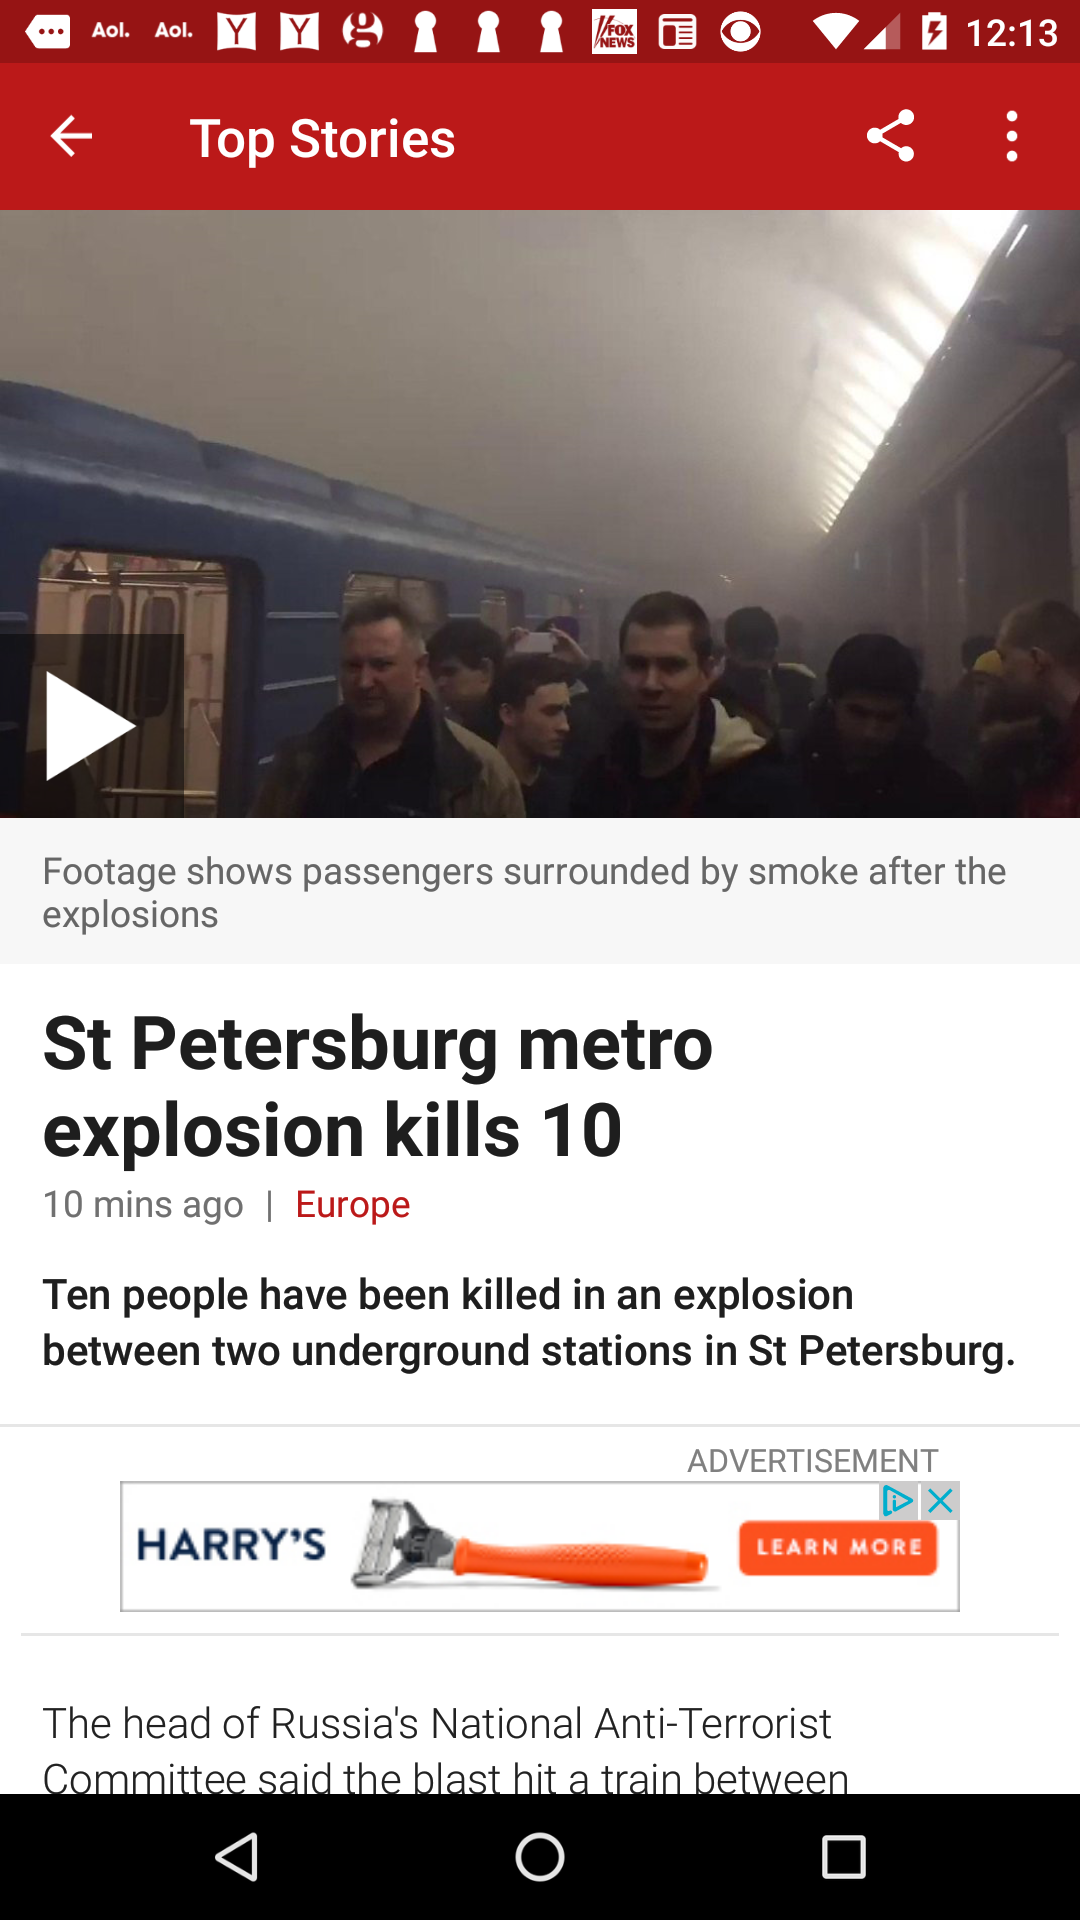 Aol. Aol. FOX NEWS 12:13
Top Stories
Footage shows passengers surrounded by smoke after the
explosions
St Petersburg metro
explosion kills 10
10 mins ago | Europe
Ten people have been killed in an explosion
between two underground stations in St Petersburg.
ADVERTISEMENT
HARRY'S LEARN MORE
The head of Russia's National Anti-Terrorist
Committee said the blast hit a train between